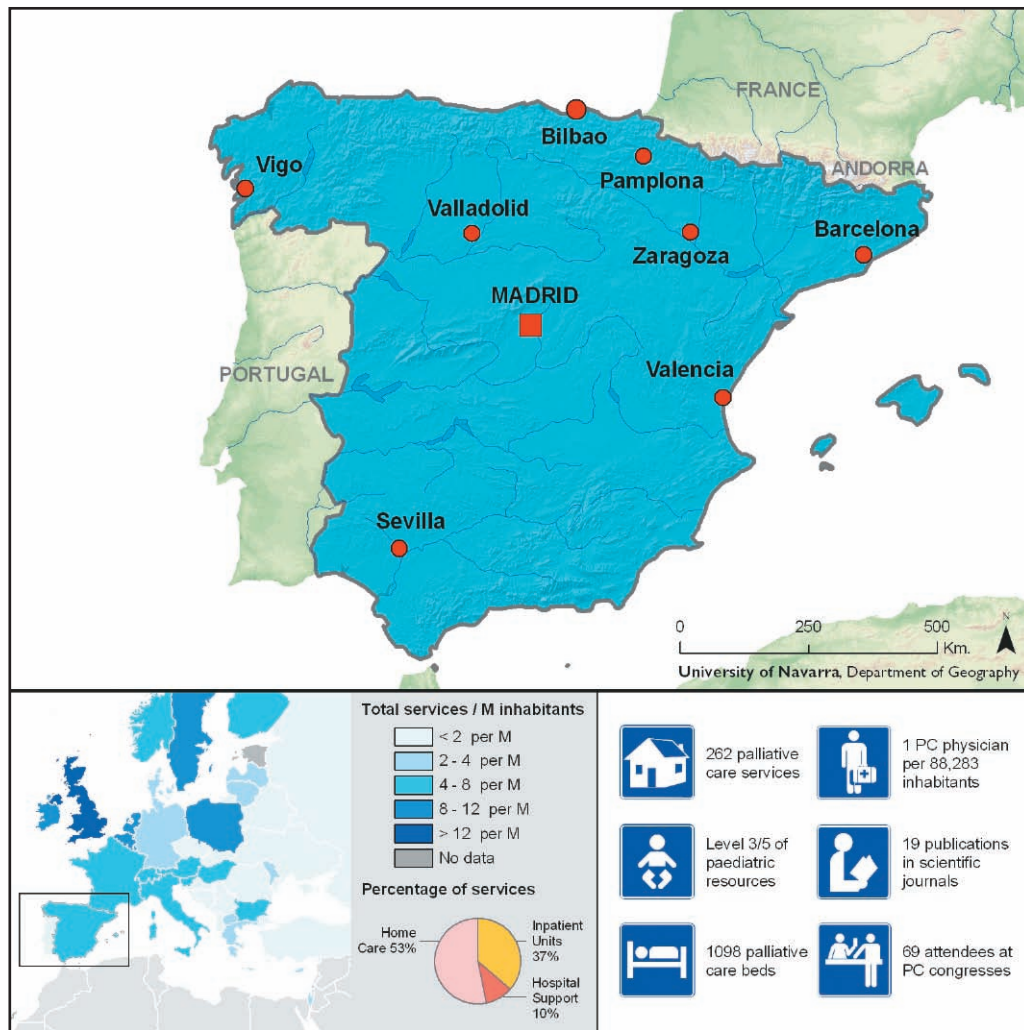 FRANCE
Bilbao
ANDORRA
Vigo
Pamplona
Valladolid
Barcelona
Zaragoza
MADRID
Valencia
PORTUGAL
Sevilla
N
0 250 500
Km.
University of Navarra, Department of Geography
Total services / M inhabitants
< 2 per M
2 - 4 per M
4 - 8 per M
8 - 12 per M
> 12 per M
No data
Percentage of services
Home
Care 53%
Inpatient
Units
37%
Hospital
Support
10%
262 palliative
care services
1 PC physician
per 88,283
inhabitants
Level 3/5 of
paediatric
resources
19 publications
in scientific
journals
1098 palliative
care beds
69 attendees at
PC congresses